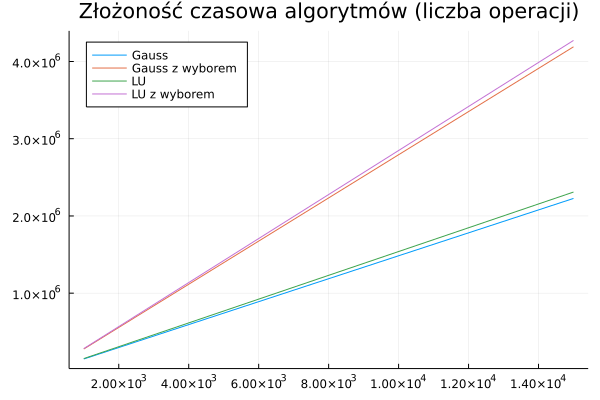 Złożoność czasowa algorytmów (liczba operacji)
Gauss
Gauss z wyborem
LU
LU z wyborem
4.0×10⁶
3.0×10⁶
2.0×10⁶
1.0×10⁶
2.00×10³ 4.00×10³ 6.00×10³ 8.00×10³ 1.00×10⁴ 1.20×10⁴ 1.40×10⁴